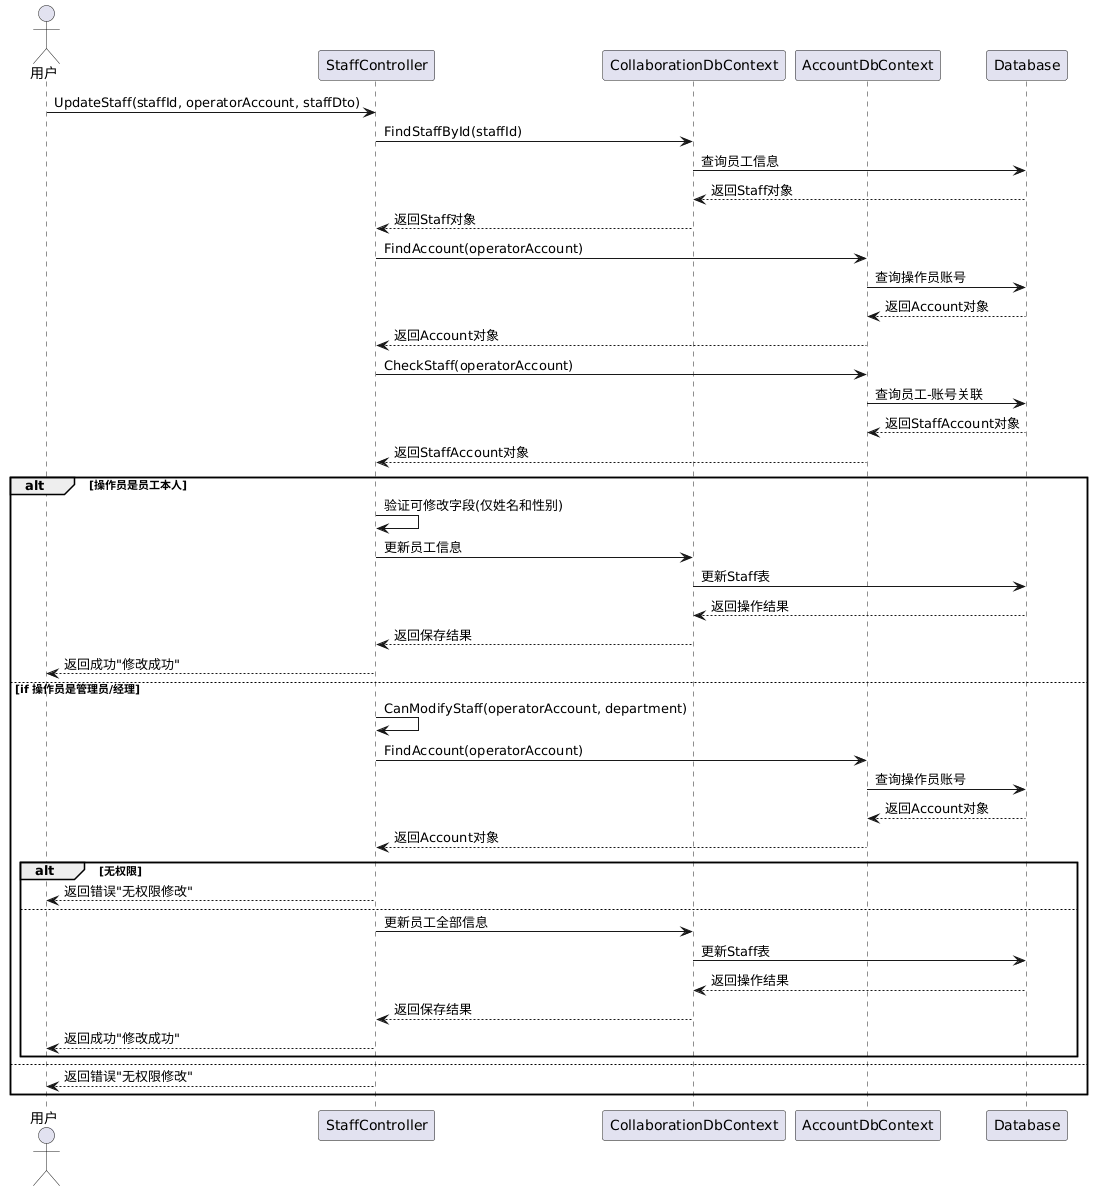 用户
StaffController
CollaborationDbContext
AccountDbContext
Database
UpdateStaff(staffId, operatorAccount, staffDto)
FindStaffById(staffId)
查询员工信息
返回Staff对象
返回Staff对象
FindAccount(operatorAccount)
查询操作员账号
返回Account对象
返回Account对象
CheckStaff(operatorAccount)
查询员工-账号关联
返回StaffAccount对象
返回StaffAccount对象
alt [操作员是员工本人]
验证可修改字段(仅姓名和性别)
更新员工信息
更新Staff表
返回操作结果
返回保存结果
返回成功"修改成功"
[if 操作员是管理员/经理]
CanModifyStaff(operatorAccount, department)
FindAccount(operatorAccount)
查询操作员账号
返回Account对象
返回Account对象
alt [无权限]
返回错误"无权限修改"
更新员工全部信息
更新Staff表
返回操作结果
返回保存结果
返回成功"修改成功"
返回错误"无权限修改"
用户
StaffController
CollaborationDbContext
AccountDbContext
Database